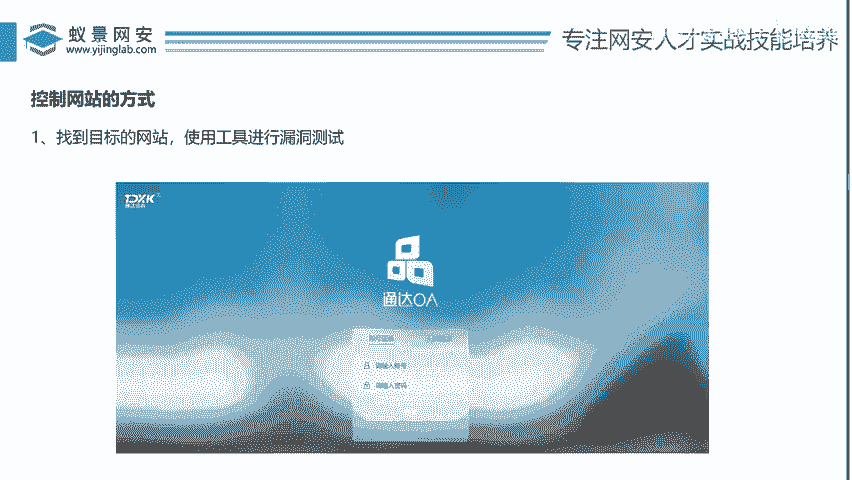 蚁景网安
www.yijinglab.com
专注网安人才实战技能培养
控制网站的方式
1、找到目标的网站，使用工具进行漏洞测试
TDXK
通达OA
请输入账号
请输入密码